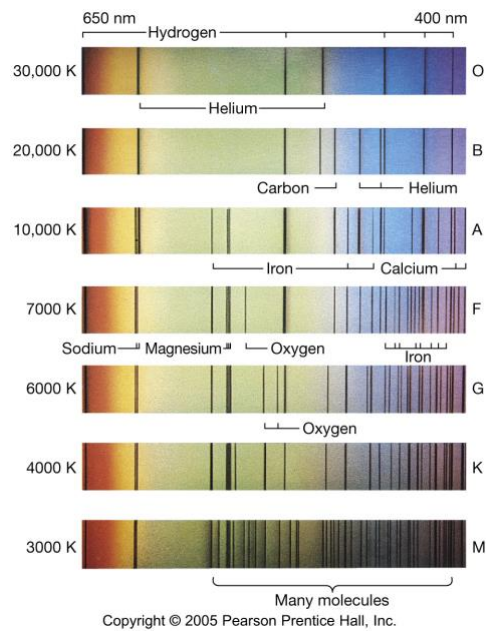 650 nm 400 nm
Hydrogen
30,000 K O
Helium
20,000 K B
Carbon Helium
10,000 K A
Iron Calcium
7000 K F
Sodium Magnesium Oxygen Iron
6000 K G
Oxygen
4000 K K
3000 K M
Many molecules
Copyright © 2005 Pearson Prentice Hall, Inc.